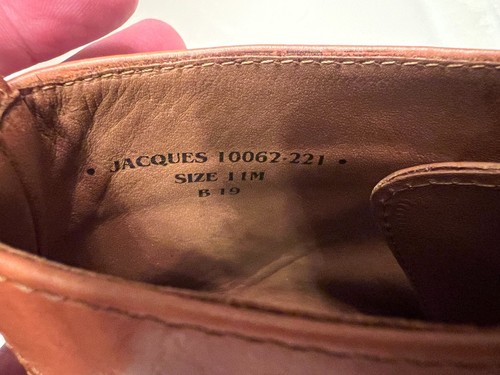 • JACQUES 10062-221 •
SIZE 11M
B 19